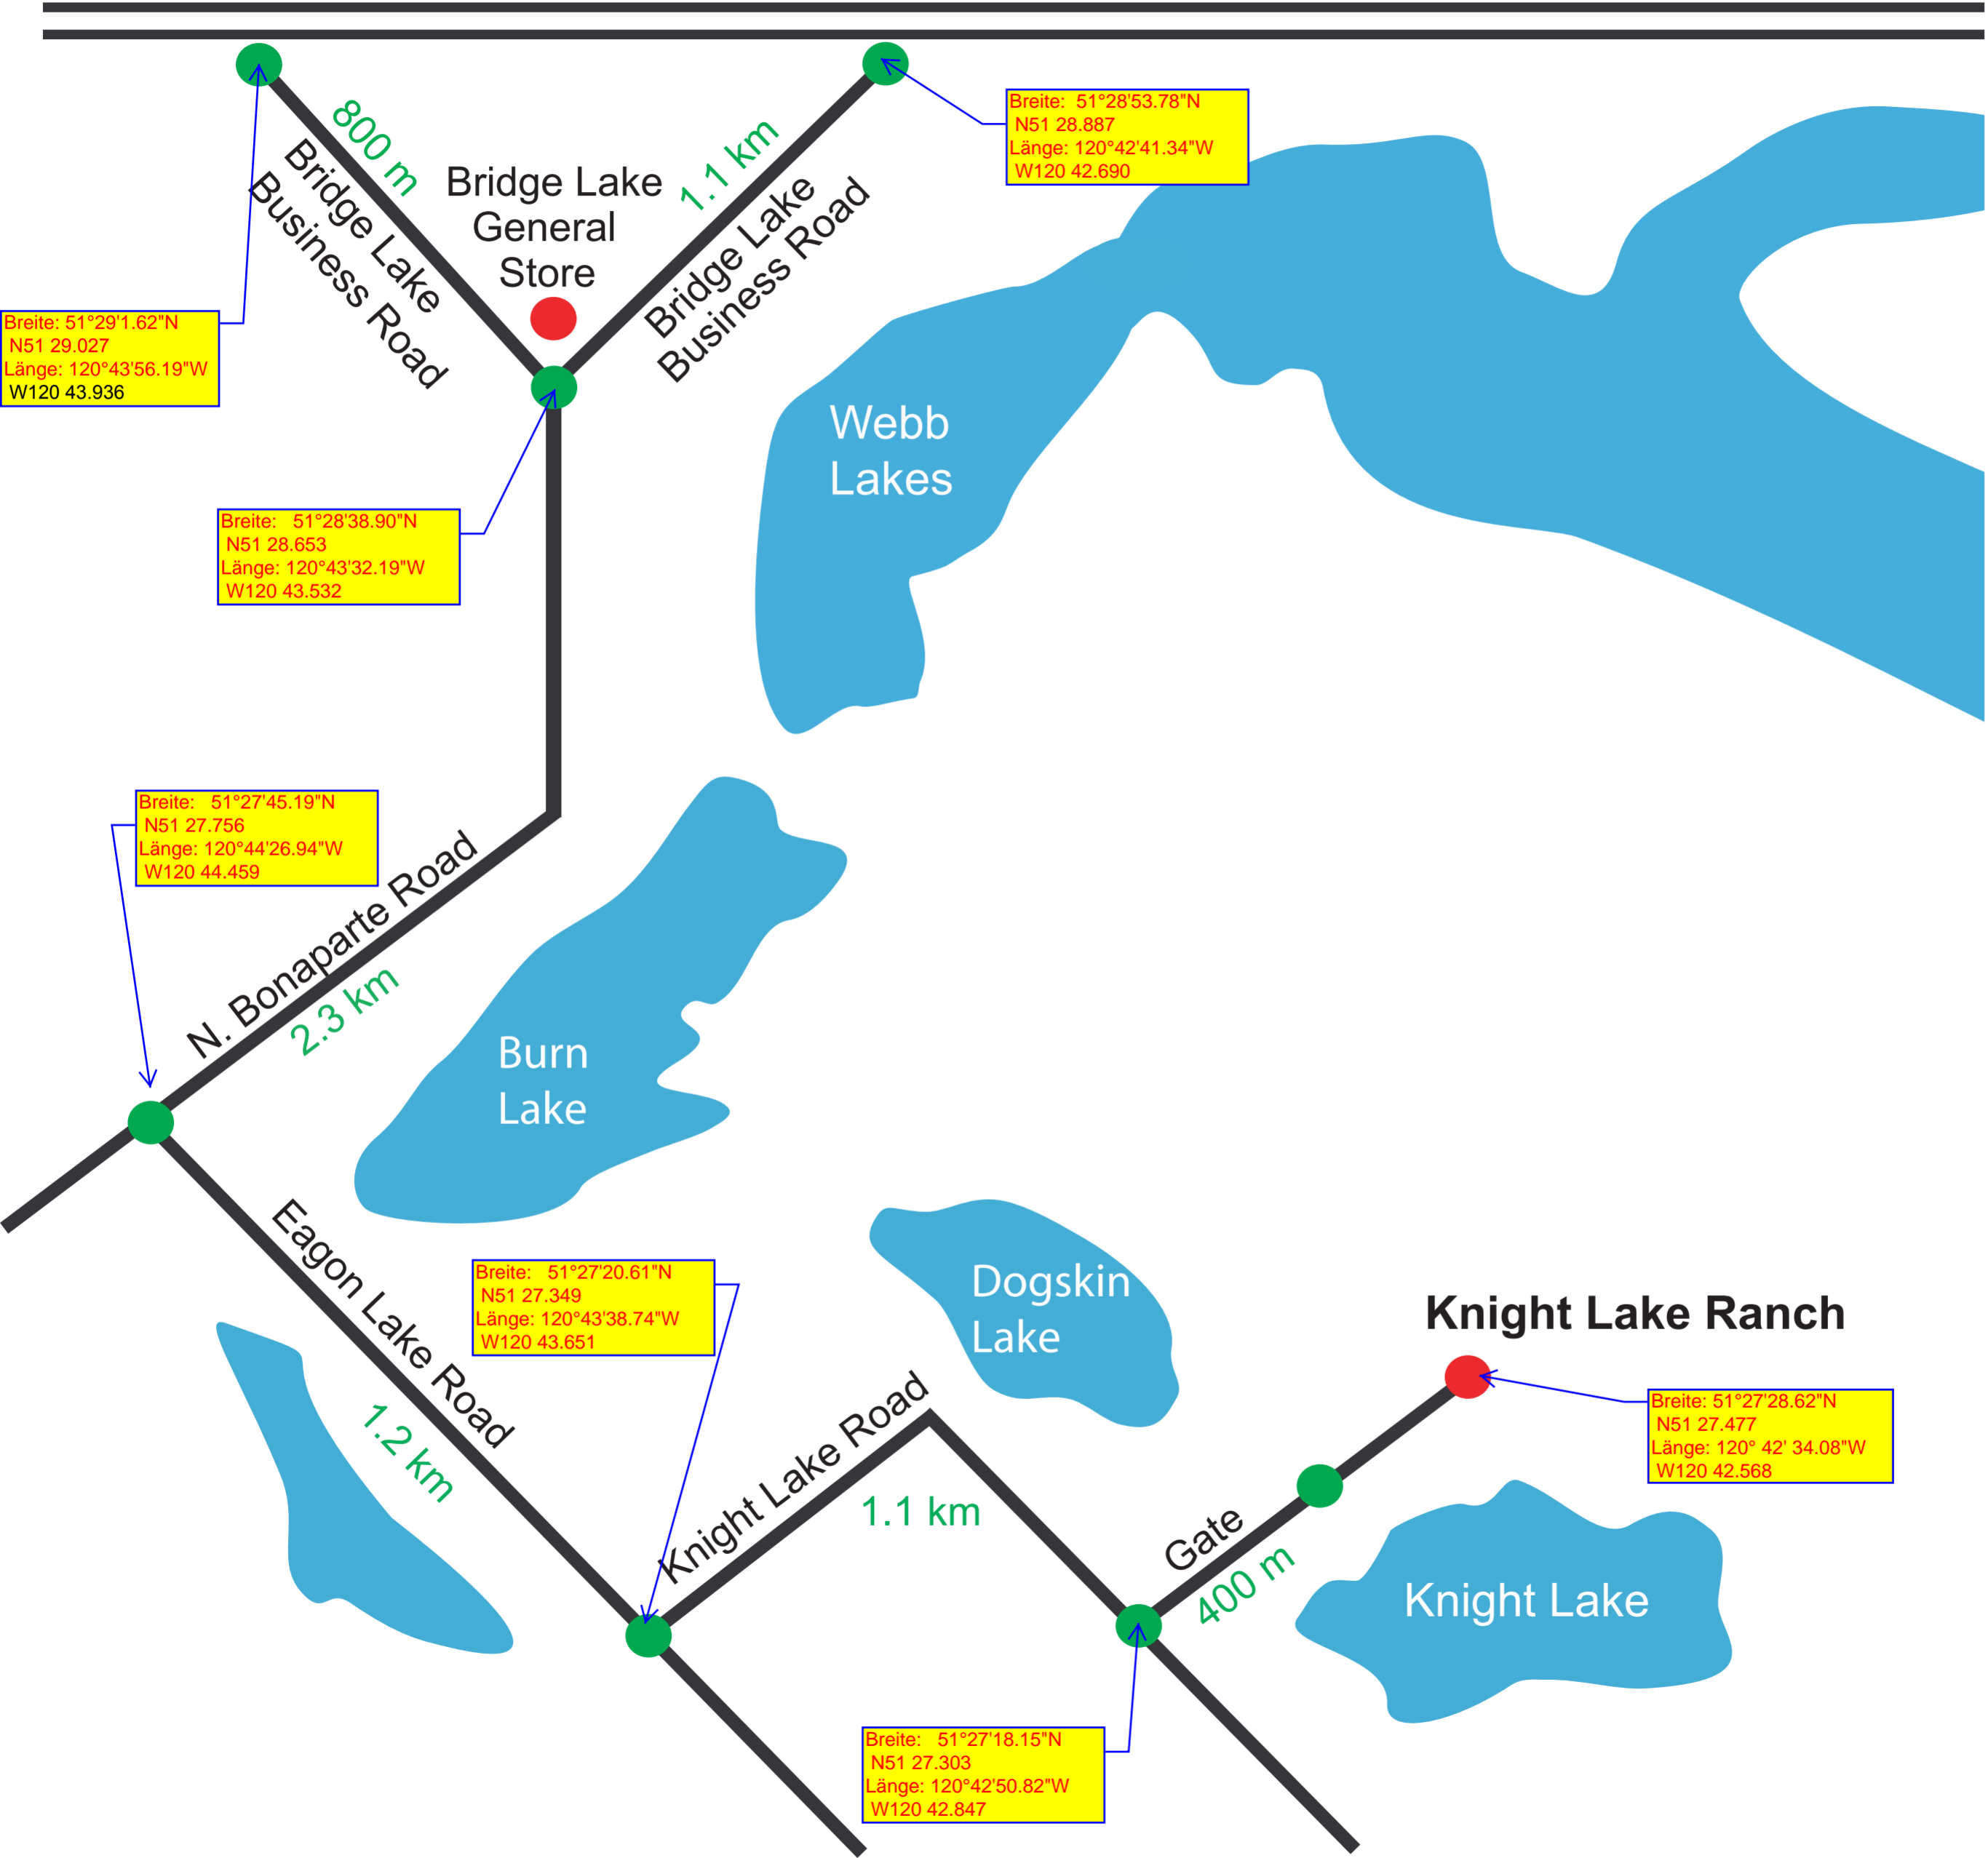 800 m
Bridge Lake
Business Road
Bridge Lake
General
Store
1.1 km
Bridge Lake
Business Road
Breite:  51°28'53.78"N
N51 28.887
Länge: 120°42'41.34"W
W120 42.690
Breite: 51°29'1.62"N
N51 29.027
Länge: 120°43'56.19"W
W120 43.936
Webb
Lakes
Breite:   51°28'38.90"N
N51 28.653
Länge: 120°43'32.19"W
W120 43.532
Breite:   51°27'45.19"N
N51 27.756
Länge: 120°44'26.94"W
W120 44.459
N. Bonaparte Road
2.3 km
Burn
Lake
Eagon Lake Road
1.2 km
Breite:   51°27'20.61"N
N51 27.349
Länge: 120°43'38.74"W
W120 43.651
Dogskin
Lake
Knight Lake Ranch
Breite: 51°27'28.62"N
N51 27.477
Länge: 120° 42' 34.08"W
W120 42.568
Knight Lake Road
1.1 km
Gate
400 m
Knight Lake
Breite:   51°27'18.15"N
N51 27.303
Länge: 120°42'50.82"W
W120 42.847